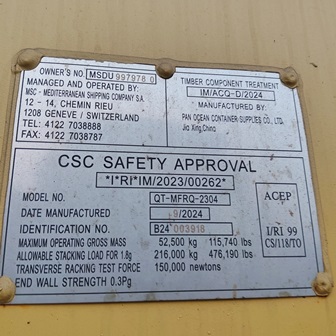 OWNER'S NO. MSDU 997978 0
MANAGED AND OPERATED BY:
MSC - MEDITERRANEAN SHIPPING COMPANY S.A.
12 - 14, CHEMIN RIEU
1208 GENEVE / SWITZERLAND
TEL: 4122 7038888
FAX: 4122 7038787
TIMBER COMPONENT TREATMENT
IM/ACQ-D/2024
MANUFACTURED BY:
PAN OCEAN CONTAINER SUPPLIES CO., LTD.
Jia Xing,China
CSC SAFETY APPROVAL
*I*RI*IM/2023/00262*
MODEL NO. QT-MFRQ-2304
DATE MANUFACTURED 9/2024
IDENTIFICATION NO. B24*003918
MAXIMUM OPERATING GROSS MASS 52,500 kg 115,740 lbs
ALLOWABLE STACKING LOAD FOR 1.8g 216,000 kg 476,190 lbs
TRANSVERSE RACKING TEST FORCE 150,000 newtons
END WALL STRENGTH 0.3Pg
ACEP
I/RI 99
CS/118/TO